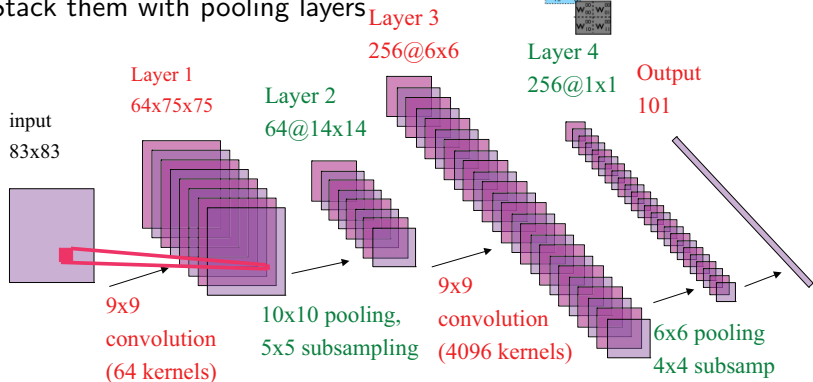 Stack them with pooling layers
Layer 3
256@6x6
Layer 4
256@1x1
Output
101
Layer 1
64x75x75
Layer 2
64@14x14
input
83x83
9x9
convolution
(64 kernels)
10x10 pooling,
5x5 subsampling
9x9
convolution
(4096 kernels)
6x6 pooling
4x4 subsamp